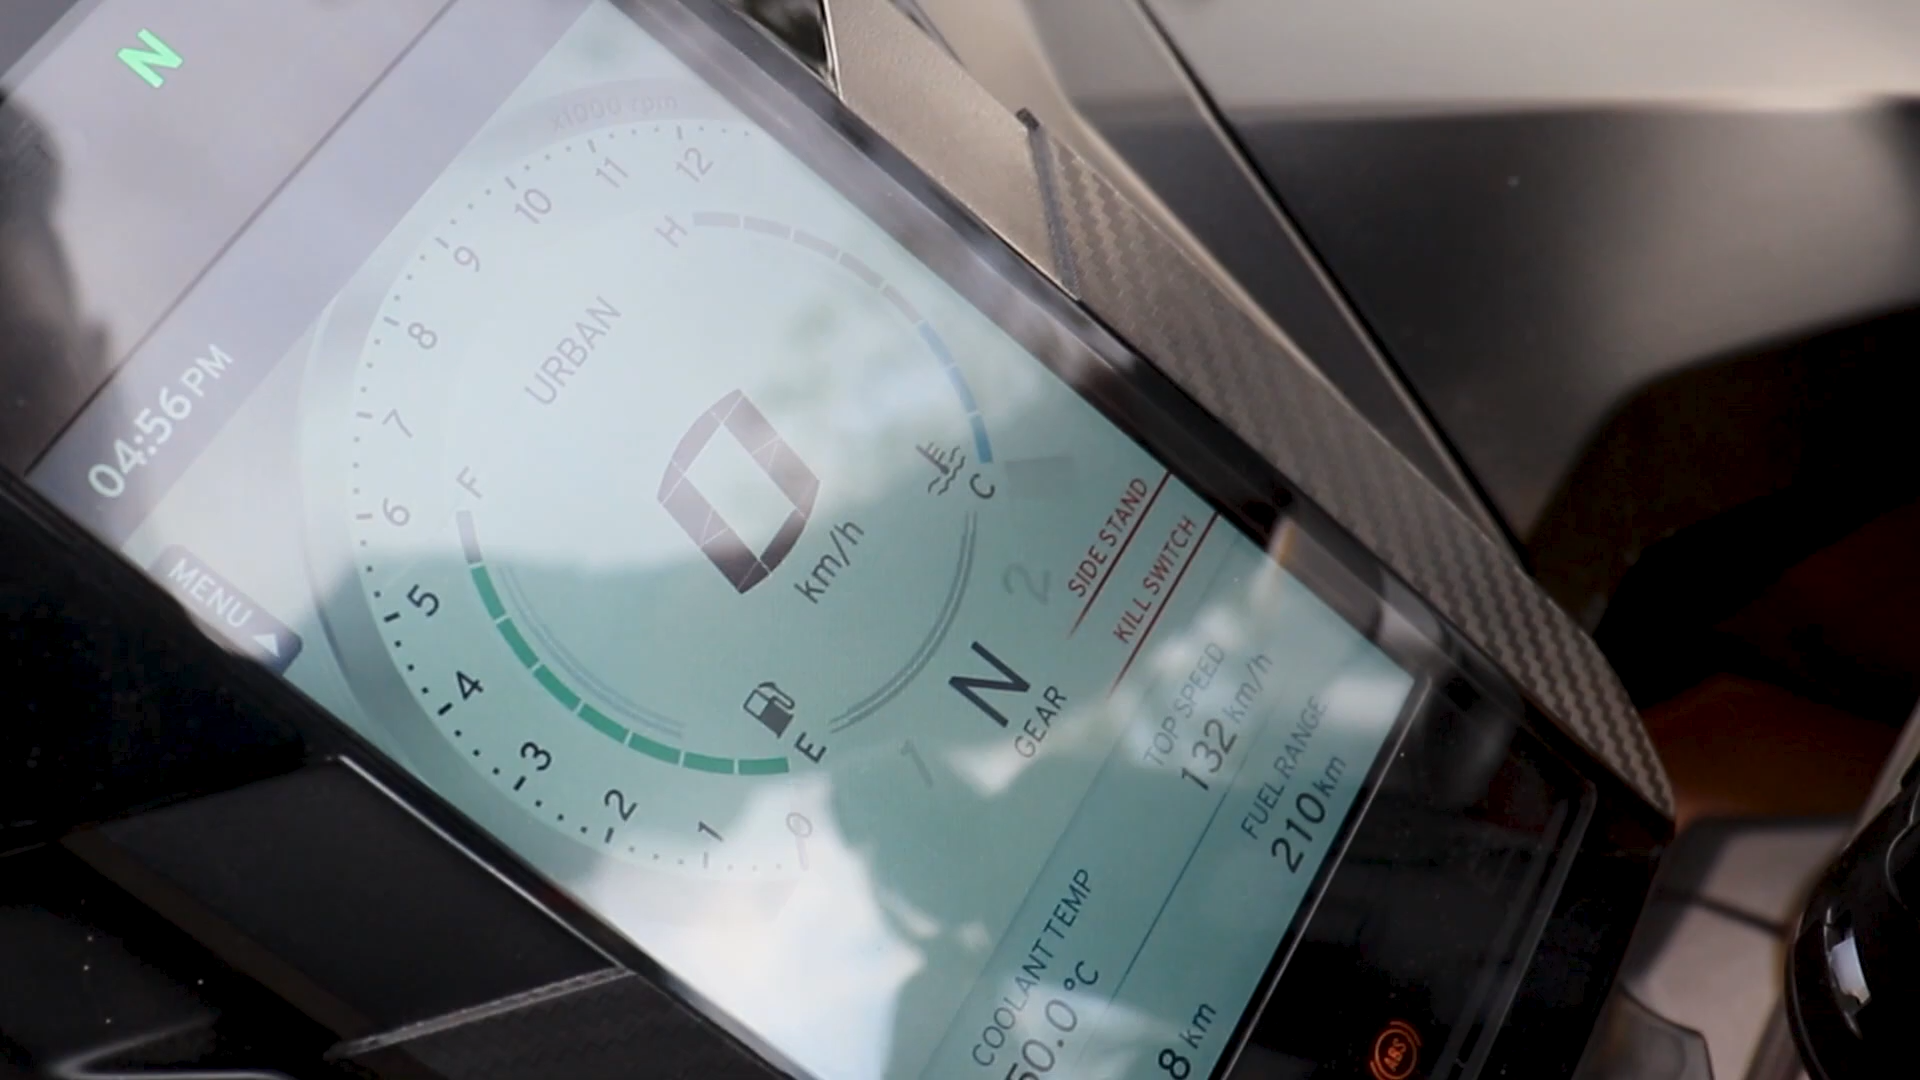 N
04:56 PM
MENU
x1000 rpm
12
11
10
9
8
7
6
5
4
3
2
1
0
URBAN
H
C
F
E
0
km/h
2
N
1
GEAR
SIDE STAND
KILL SWITCH
TOP SPEED
132 km/h
FUEL RANGE
210 km
COOLANT TEMP
50.0 °C
8 km
ABS